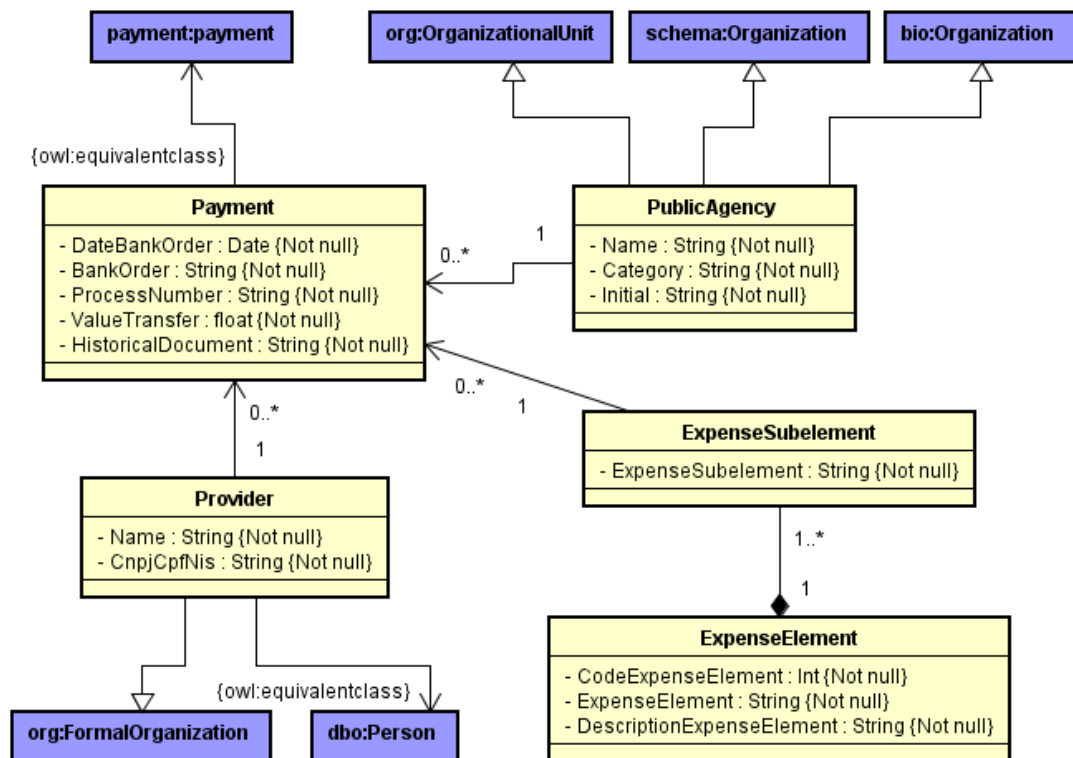 payment:payment
org:OrganizationalUnit
schema:Organization
bio:Organization
{owl:equivalentclass}
Payment
- DateBankOrder : Date {Not null}
- BankOrder : String {Not null}
- ProcessNumber : String {Not null}
- ValueTransfer : float {Not null}
- HistoricalDocument : String {Not null}
PublicAgency
- Name : String {Not null}
- Category : String {Not null}
- Initial : String {Not null}
1
0..*
0..*
1
0..*
1
ExpenseSubelement
- ExpenseSubelement : String {Not null}
Provider
- Name : String {Not null}
- CnpjCpfNis : String {Not null}
1..*
1
ExpenseElement
- CodeExpenseElement : Int {Not null}
- ExpenseElement : String {Not null}
- DescriptionExpenseElement : String {Not null}
{owl:equivalentclass}
org:FormalOrganization
dbo:Person